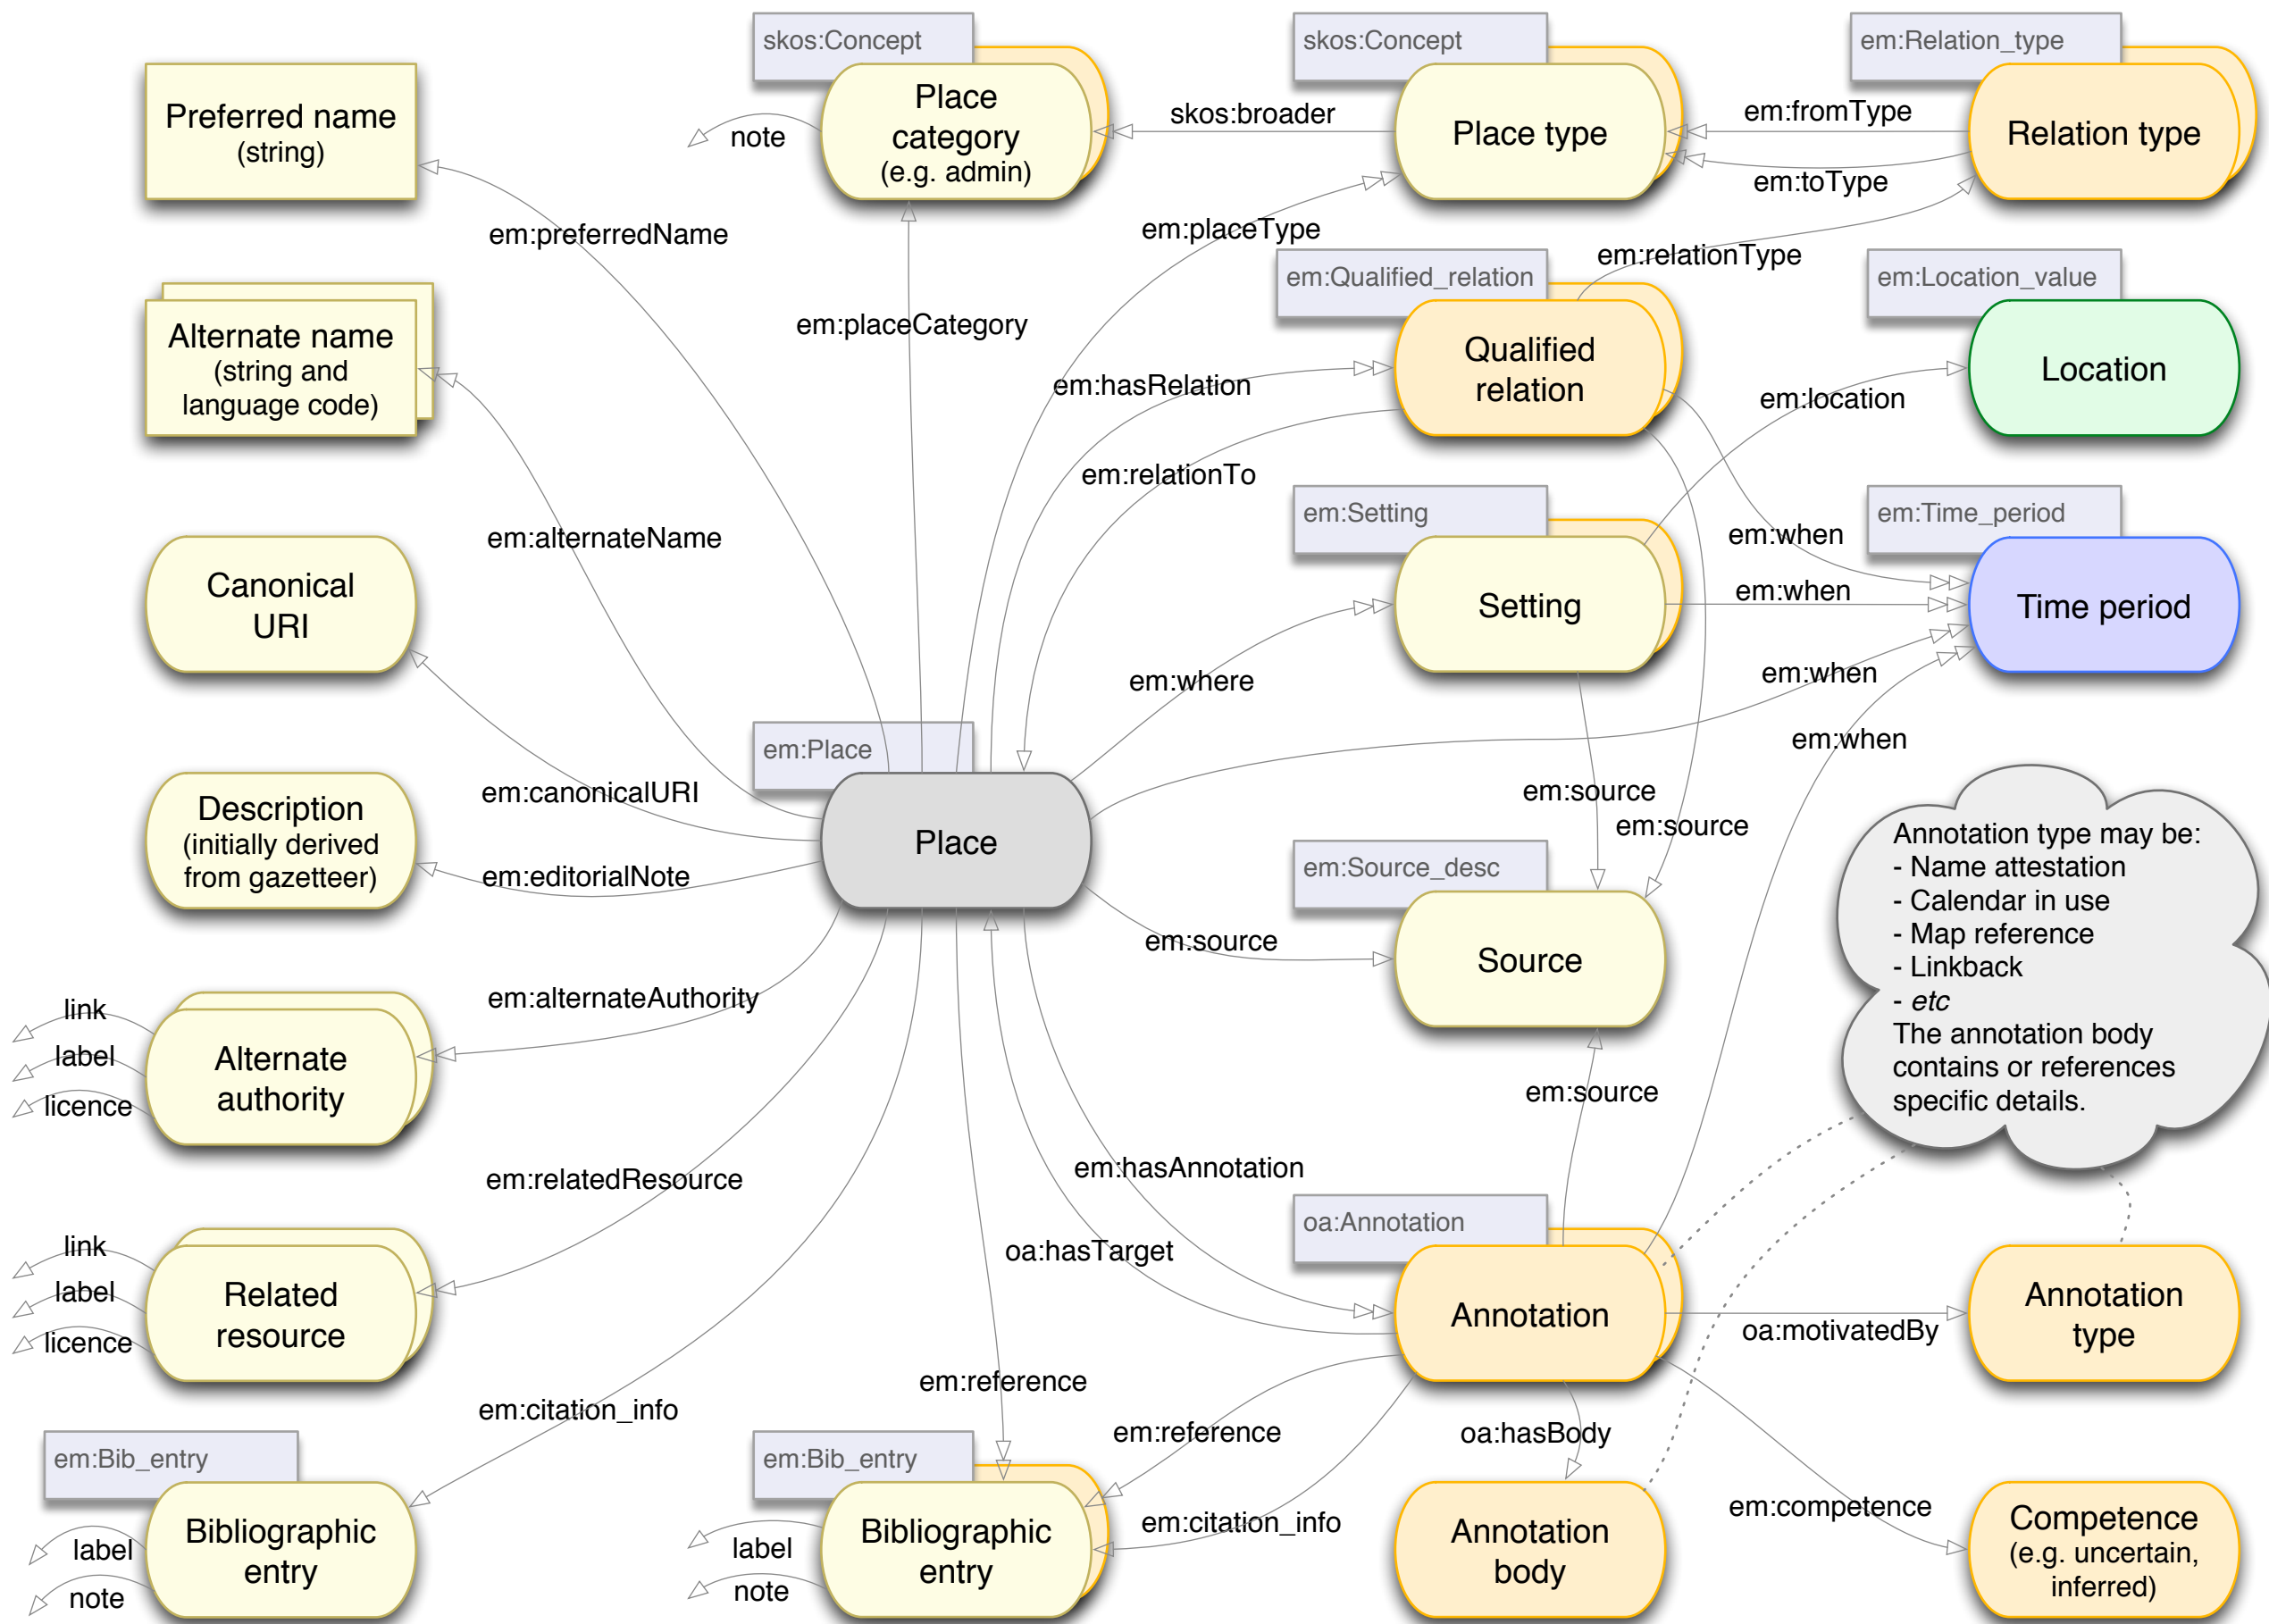 skos:Concept
skos:Concept
em:Relation_type
Preferred name
(string)
Place
category
(e.g. admin)
note
skos:broader
Place type
em:fromType
em:toType
Relation type
em:preferredName
em:placeType
em:relationType
em:Qualified_relation
em:Location_value
Alternate name
(string and
language code)
em:placeCategory
em:hasRelation
Qualified
relation
em:location
Location
em:relationTo
em:Setting
em:Time_period
em:alternateName
em:when
Canonical
URI
Setting
em:when
Time period
em:where
em:when
em:Place
em:when
em:canonicalURI
em:source
em:source
Description
(initially derived
from gazetteer)
em:editorialNote
Place
em:Source_desc
em:source
Source
Annotation type may be:
- Name attestation
- Calendar in use
- Map reference
- Linkback
- etc
The annotation body
contains or references
specific details.
em:alternateAuthority
link
label
licence
Alternate
authority
em:source
em:hasAnnotation
em:relatedResource
oa:Annotation
link
label
licence
Related
resource
oa:hasTarget
Annotation
oa:motivatedBy
Annotation
type
em:reference
em:citation_info
em:reference
oa:hasBody
em:Bib_entry
em:Bib_entry
em:citation_info
em:competence
label
note
Bibliographic
entry
label
note
Bibliographic
entry
Annotation
body
Competence
(e.g. uncertain,
inferred)